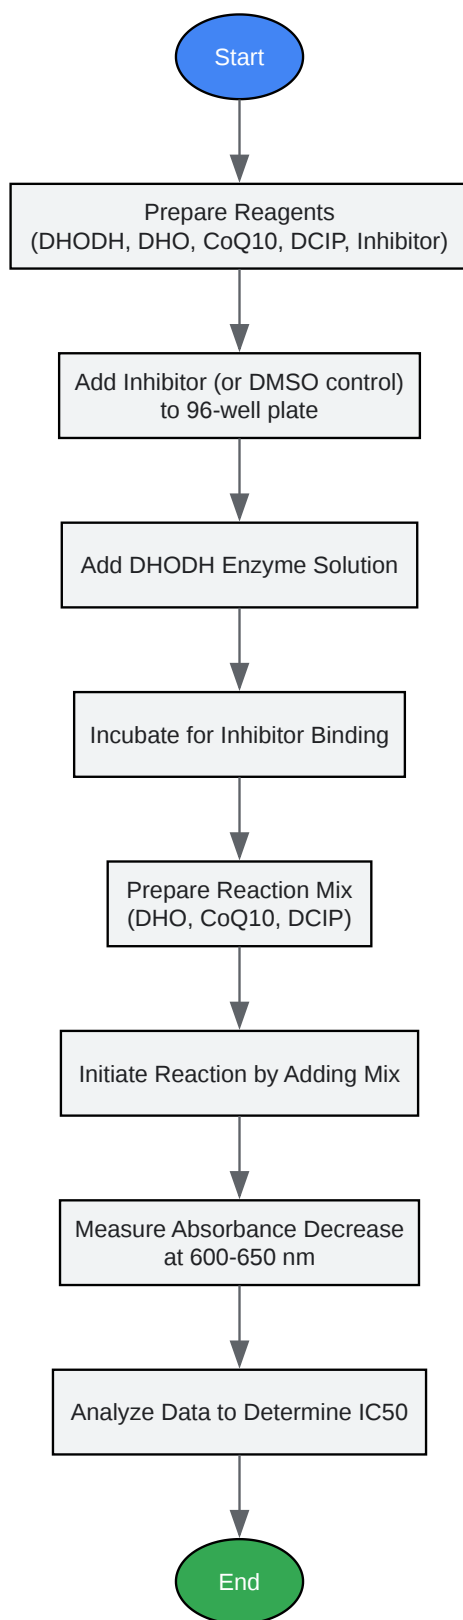 Start
Prepare Reagents
(DHODH, DHO, CoQ10, DCIP, Inhibitor)
Add Inhibitor (or DMSO control)
to 96-well plate
Add DHODH Enzyme Solution
Incubate for Inhibitor Binding
Prepare Reaction Mix
(DHO, CoQ10, DCIP)
Initiate Reaction by Adding Mix
Measure Absorbance Decrease
at 600-650 nm
Analyze Data to Determine IC50
End